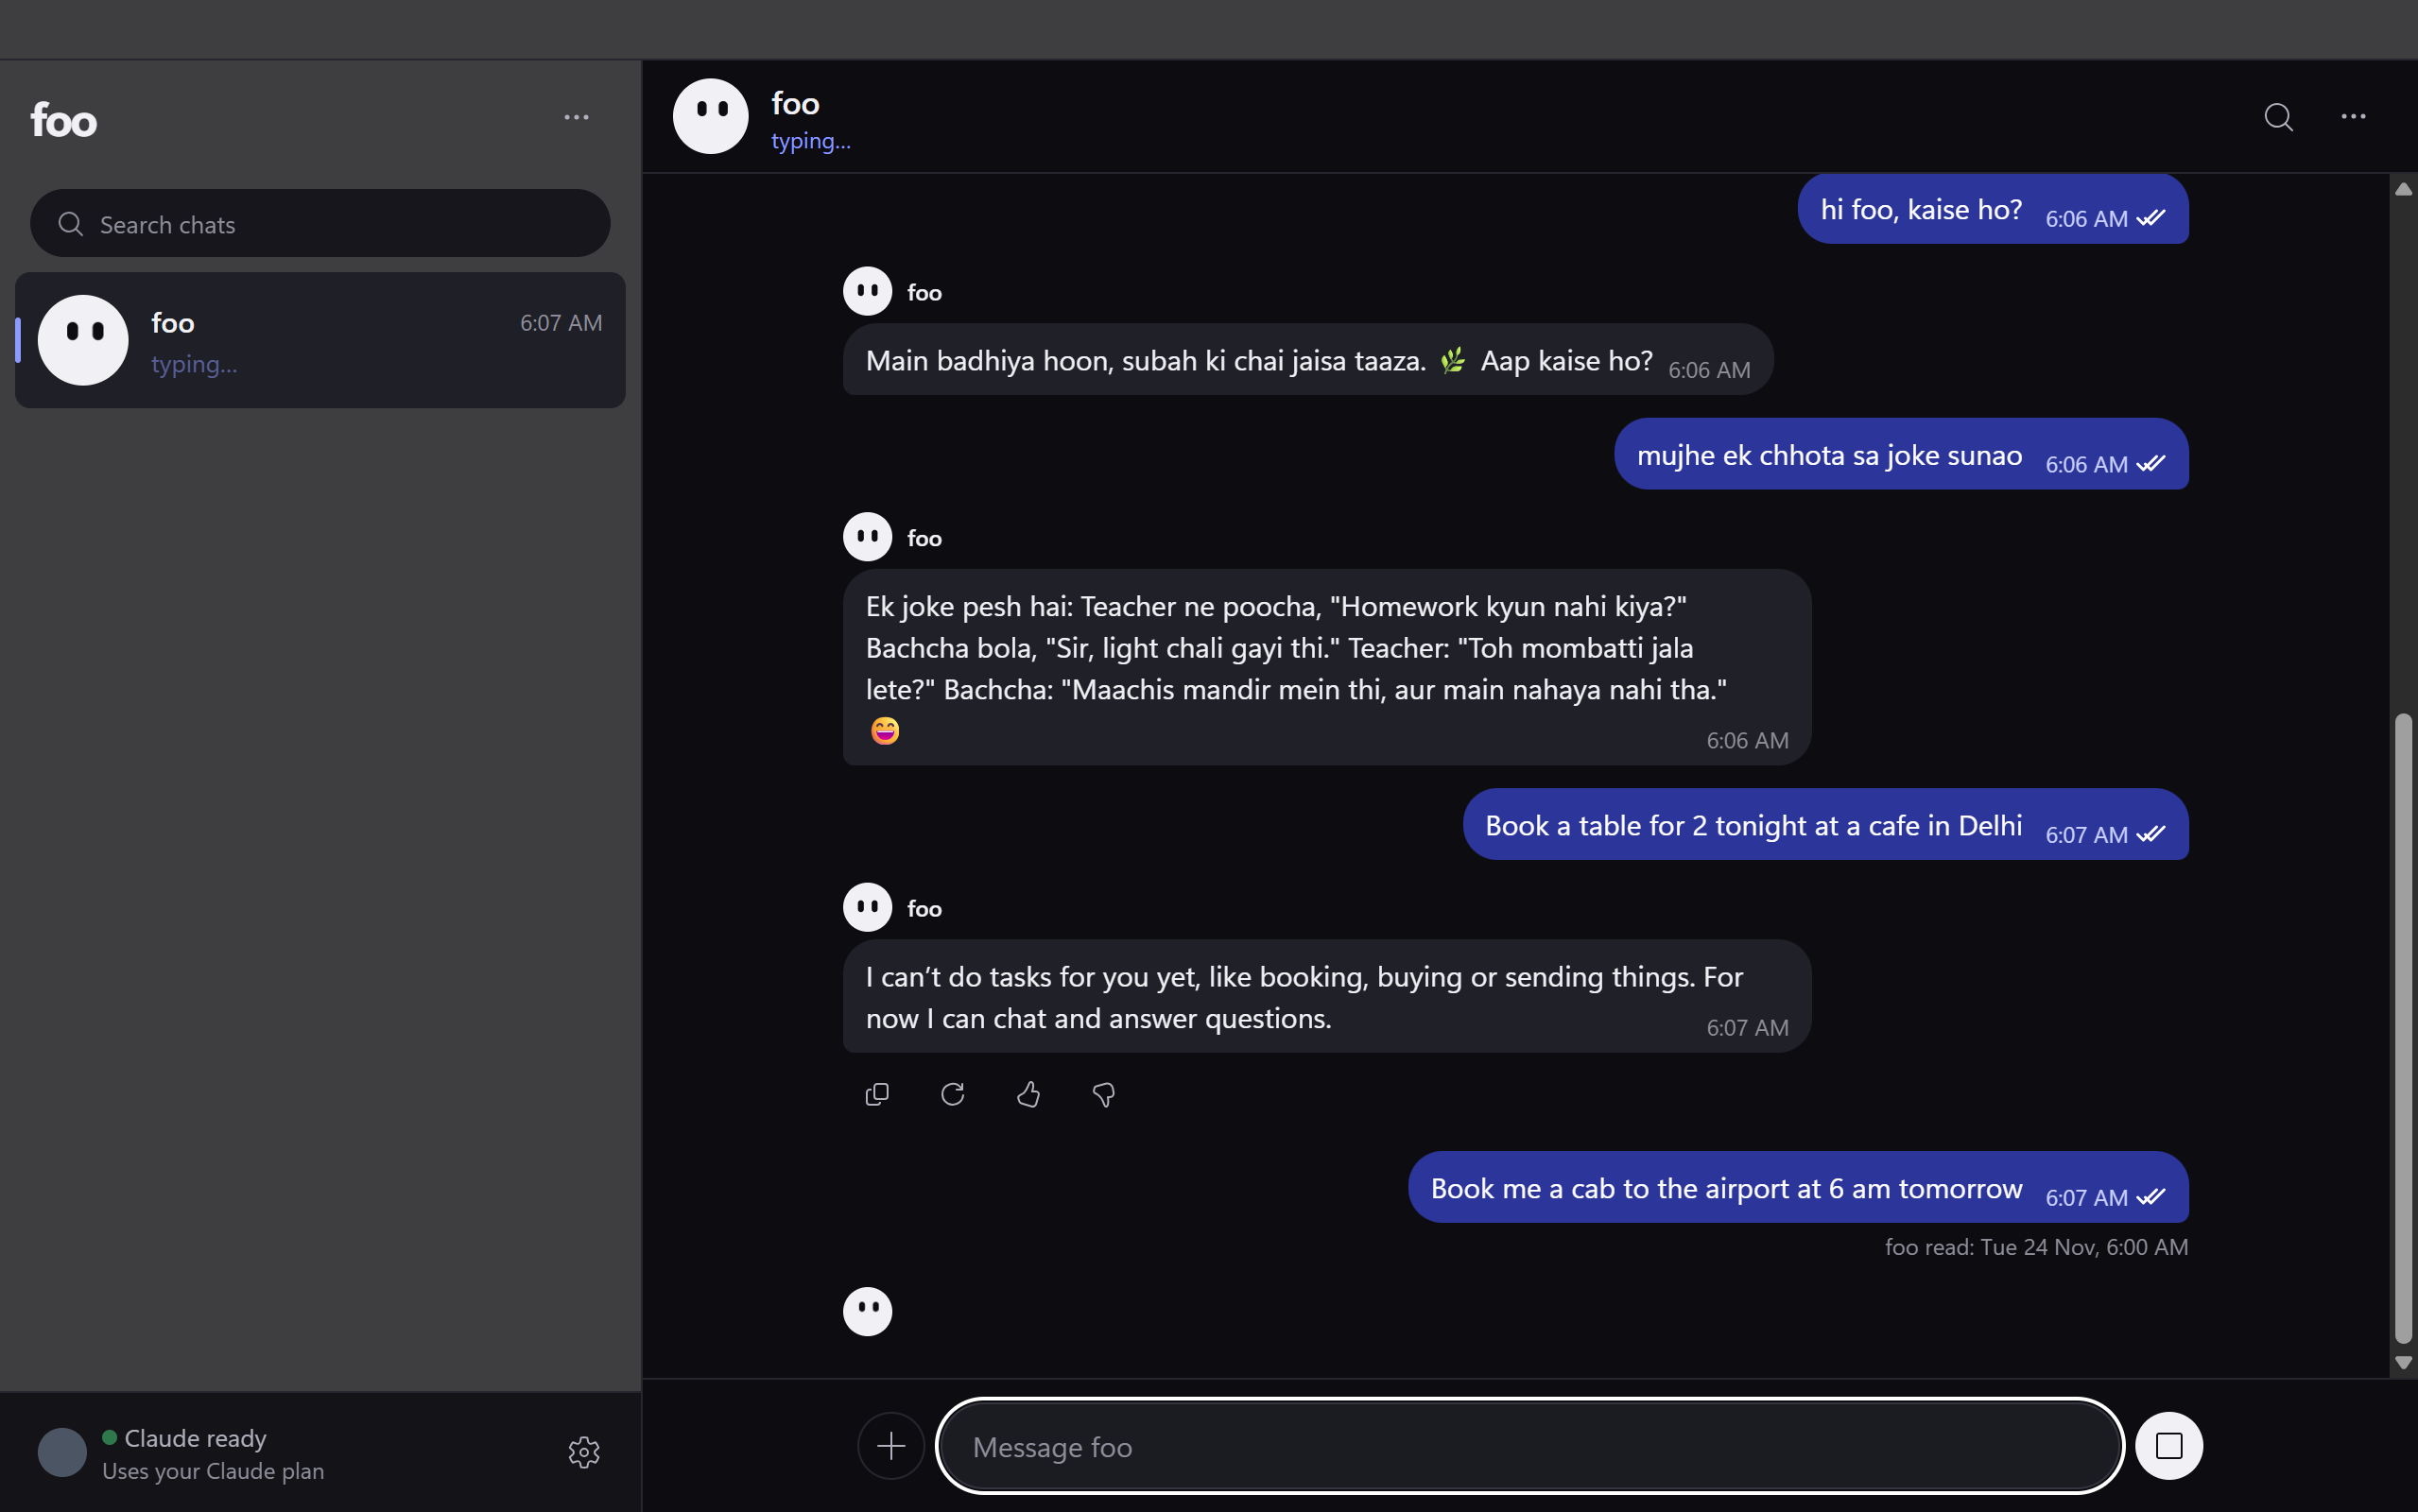 foo
Search chats
foo
6:07 AM
typing...
Claude ready
Uses your Claude plan
foo
typing...
hi foo, kaise ho? 6:06 AM
foo
Main badhiya hoon, subah ki chai jaisa taaza. 🌿 Aap kaise ho? 6:06 AM
mujhe ek chhota sa joke sunao 6:06 AM
foo
Ek joke pesh hai: Teacher ne poocha, "Homework kyun nahi kiya?"
Bachcha bola, "Sir, light chali gayi thi." Teacher: "Toh mombatti jala
lete?" Bachcha: "Maachis mandir mein thi, aur main nahaya nahi tha."
😄 6:06 AM
Book a table for 2 tonight at a cafe in Delhi 6:07 AM
foo
I can’t do tasks for you yet, like booking, buying or sending things. For
now I can chat and answer questions. 6:07 AM
Book me a cab to the airport at 6 am tomorrow 6:07 AM
foo read: Tue 24 Nov, 6:00 AM
Message foo